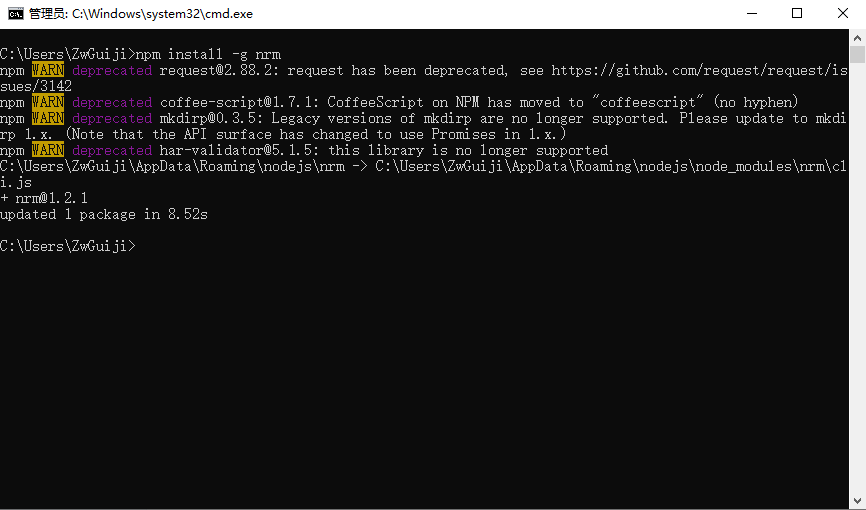 管理员: C:\Windows\system32\cmd.exe
C:\Users\ZwGuiji>npm install -g nrm
npm WARN deprecated request@2.88.2: request has been deprecated, see https://github.com/request/request/is
sues/3142
npm WARN deprecated coffee-script@1.7.1: CoffeeScript on NPM has moved to "coffeescript" (no hyphen)
npm WARN deprecated mkdirp@0.3.5: Legacy versions of mkdirp are no longer supported. Please update to mkdi
rp 1.x. (Note that the API surface has changed to use Promises in 1.x.)
npm WARN deprecated har-validator@5.1.5: this library is no longer supported
C:\Users\ZwGuiji\AppData\Roaming\nodejs\nrm -> C:\Users\ZwGuiji\AppData\Roaming\nodejs\node_modules\nrm\cl
i.js
+ nrm@1.2.1
updated 1 package in 8.52s
C:\Users\ZwGuiji>